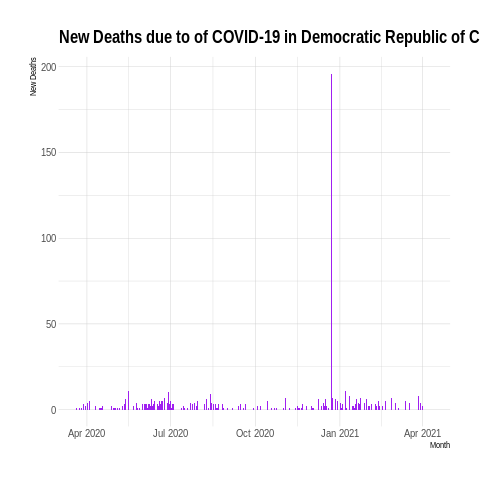 New Deaths due to of COVID-19 in Democratic Republic of C
New Deaths
200
150
100
50
0
Apr 2020 Jul 2020 Oct 2020 Jan 2021 Apr 2021
Month